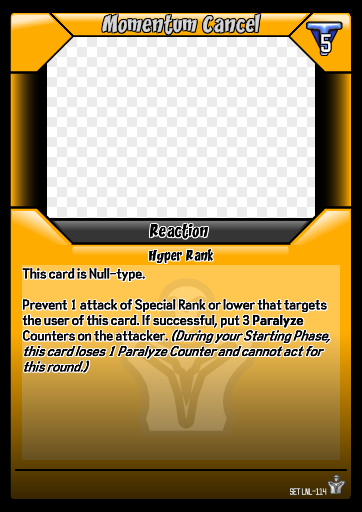 Momentum Cancel
5
Reaction
Hyper Rank
This card is Null-type.
Prevent 1 attack of Special Rank or lower that targets
the user of this card. If successful, put 3 Paralyze
Counters on the attacker. (During your Starting Phase,
this card loses 1 Paralyze Counter and cannot act for
this round.)
SET LNL-114